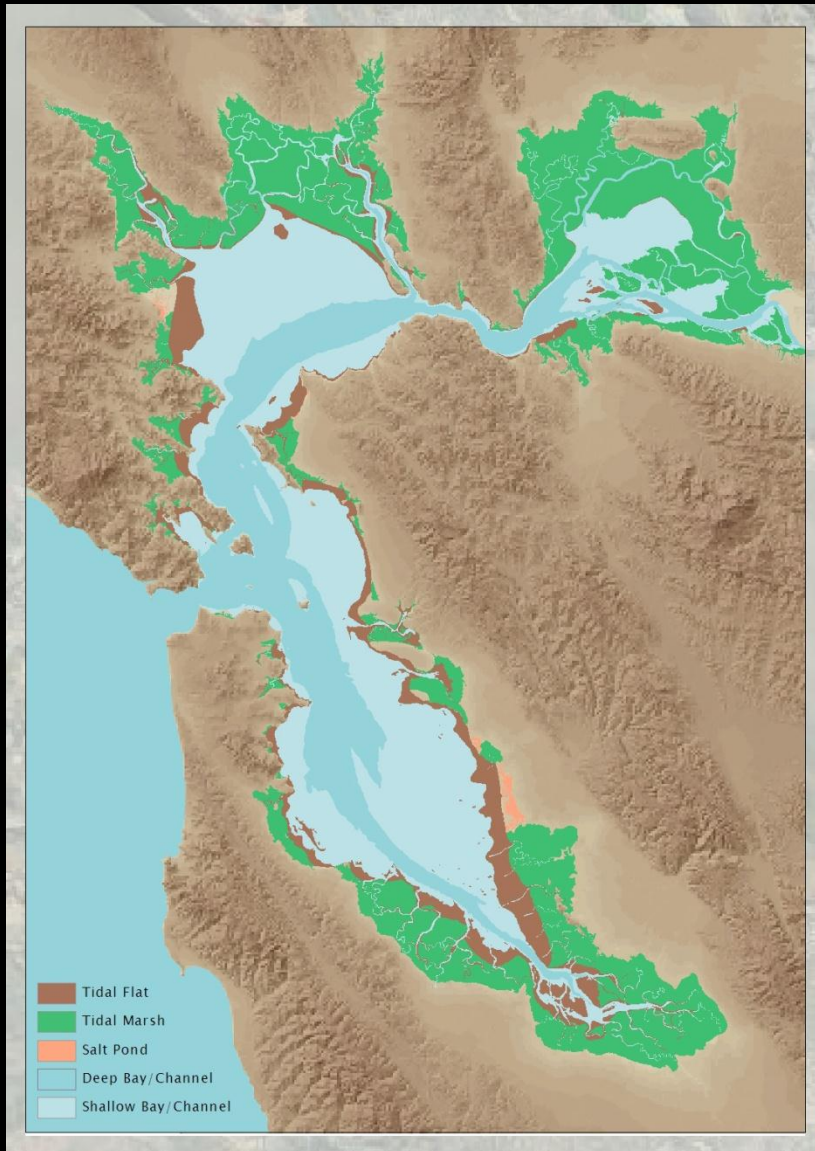 Tidal Flat
Tidal Marsh
Salt Pond
Deep Bay/Channel
Shallow Bay/Channel